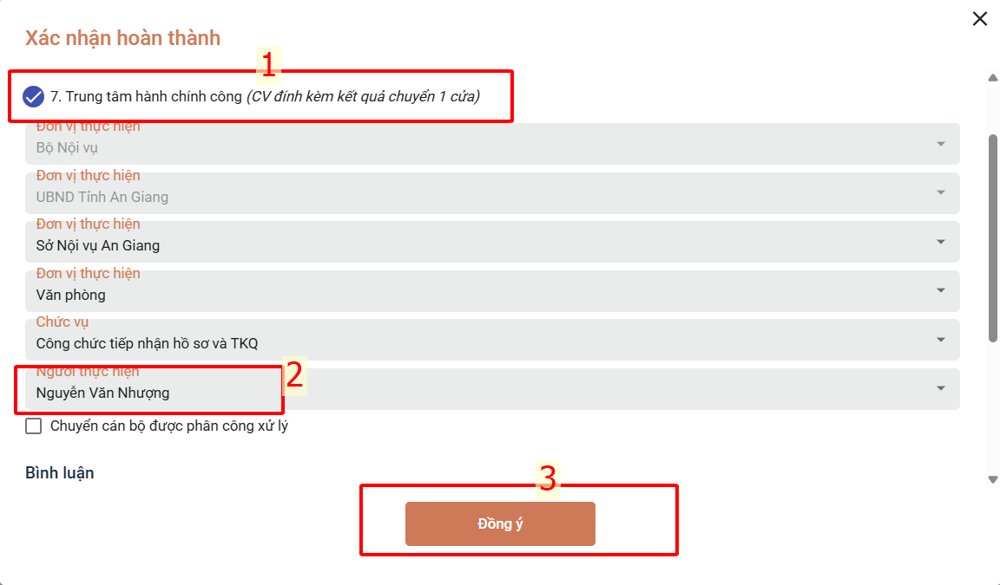 Xác nhận hoàn thành
1
7. Trung tâm hành chính công (CV đính kèm kết quả chuyển 1 cửa)
Đơn vị thực hiện
Bộ Nội vụ
Đơn vị thực hiện
UBND Tỉnh An Giang
Đơn vị thực hiện
Sở Nội vụ An Giang
Đơn vị thực hiện
Văn phòng
Chức vụ
Công chức tiếp nhận hồ sơ và TKQ
Người thực hiện
2
Nguyễn Văn Nhượng
Chuyển cán bộ được phân công xử lý
Bình luận
3
Đồng ý